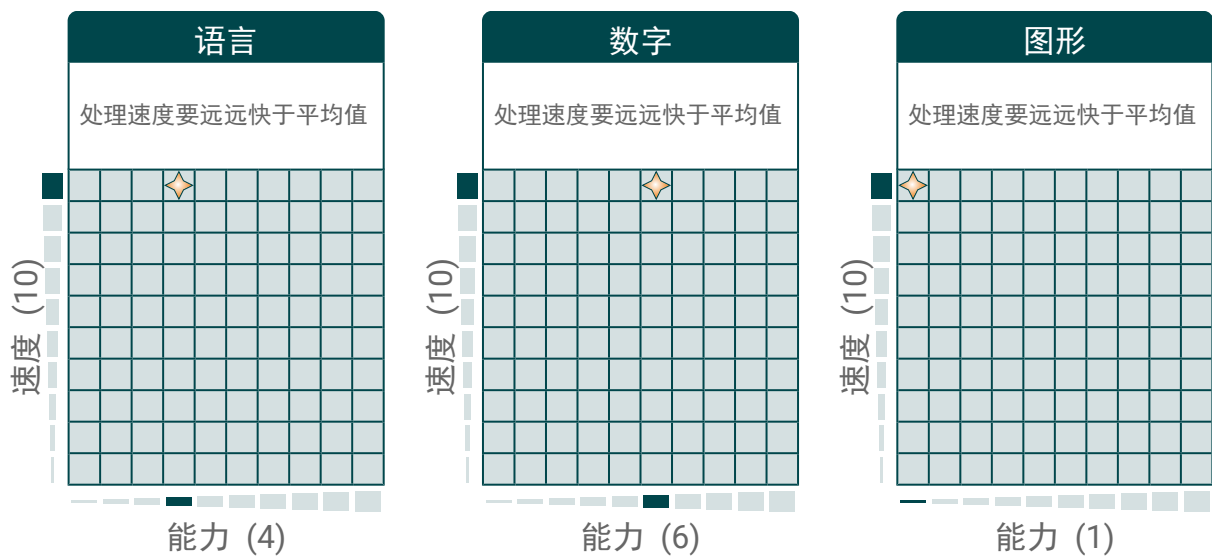 语言
处理速度要远远快于平均值
速度 (10)
能力 (4)
数字
处理速度要远远快于平均值
速度 (10)
能力 (6)
图形
处理速度要远远快于平均值
速度 (10)
能力 (1)